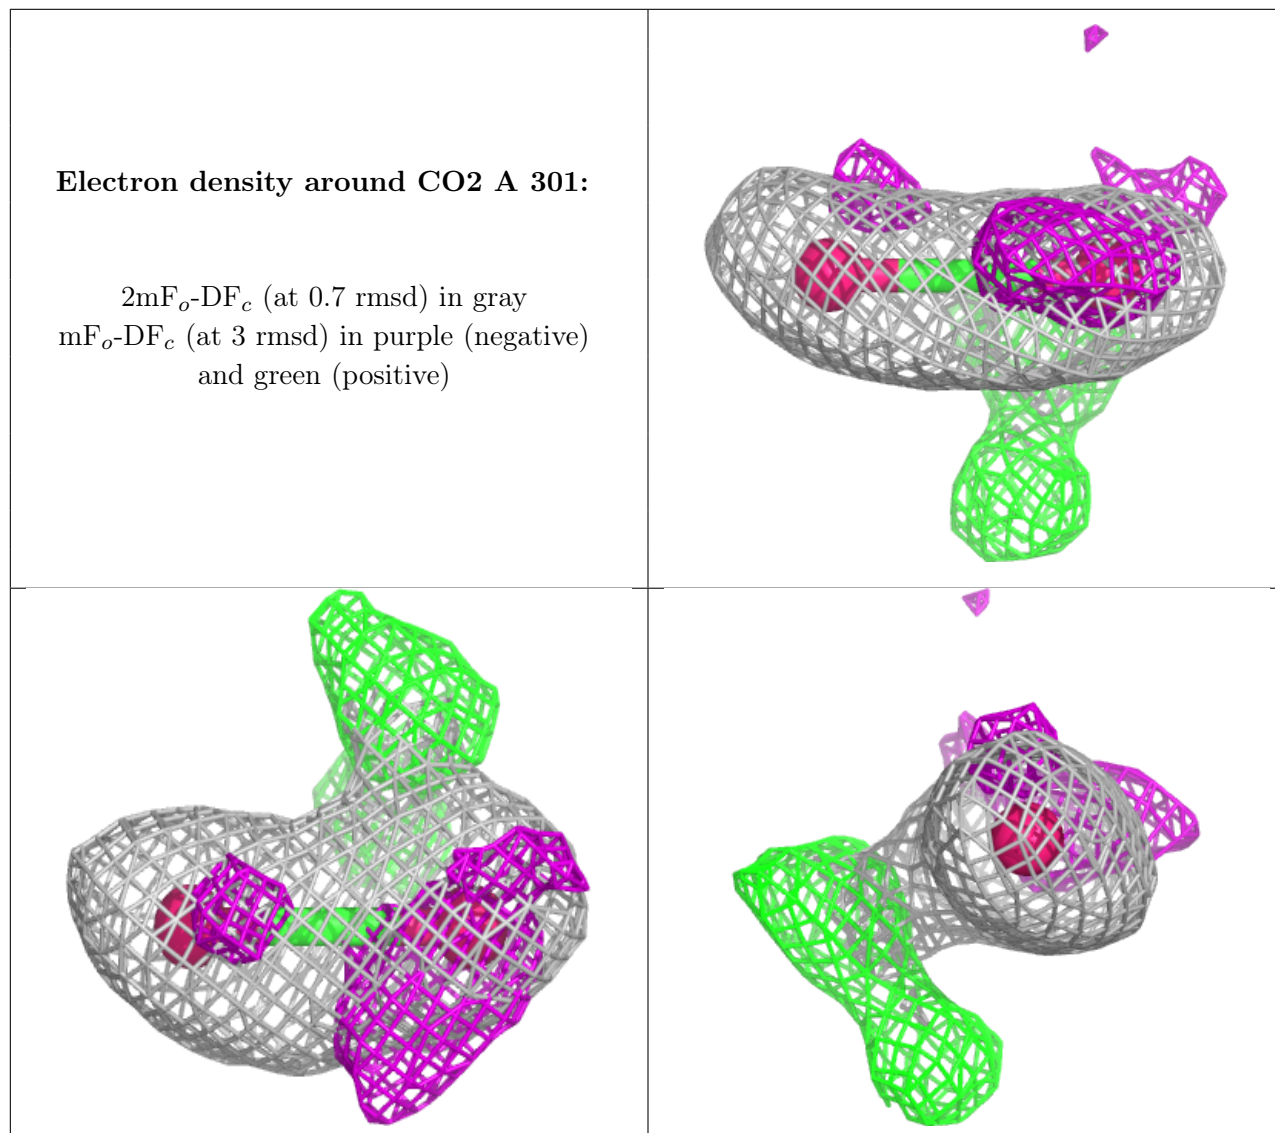 Electron density around CO2 A 301:
2mFo-DFc (at 0.7 rmsd) in gray
mFo-DFc (at 3 rmsd) in purple (negative)
and green (positive)